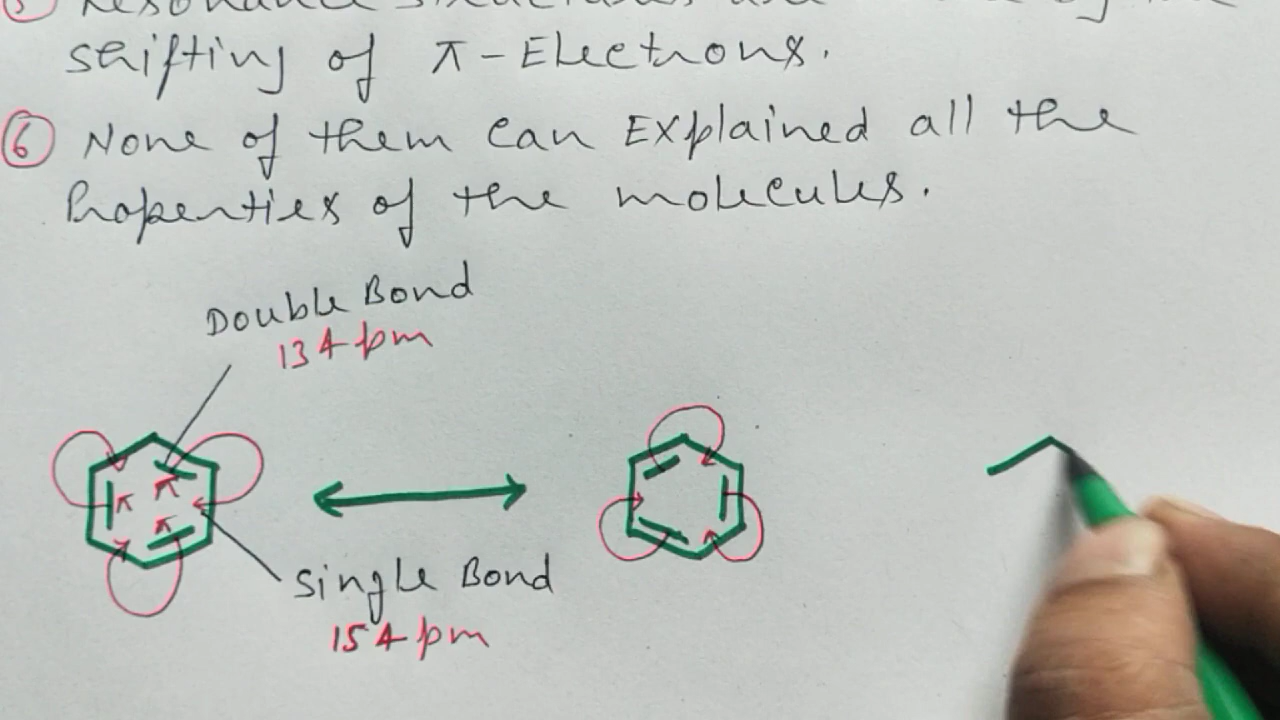 shifting of π-Electrons.
⑥ None of them can Explained all the
Properties of the molecules.
Double Bond
134 pm
π π
π
Single Bond
154 pm